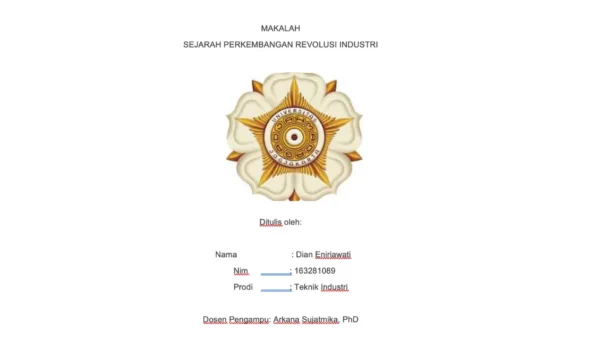 MAKALAH
SEJARAH PERKEMBANGAN REVOLUSI INDUSTRI
UNIVERSITAS
Ditulis oleh:
Nama : Dian Enirjawati
Nim : 163281089
Prodi : Teknik Industri
Dosen Pengampu: Arkana Sujatmika, PhD